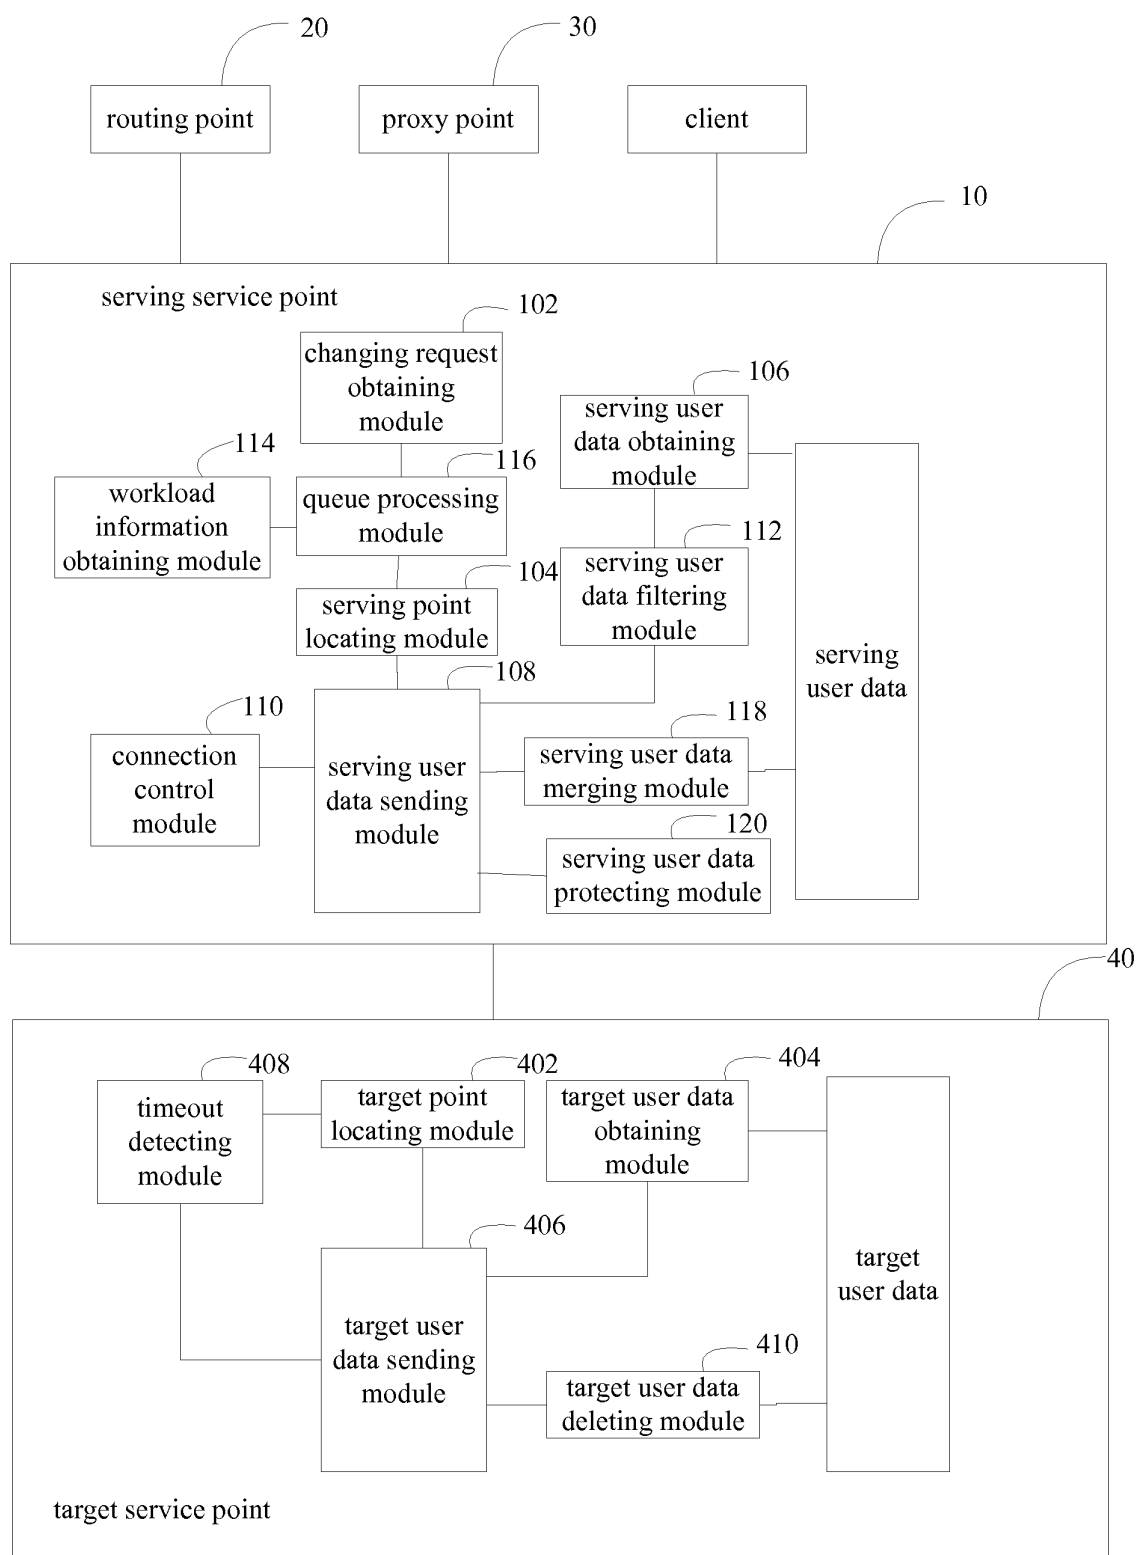 20
30
routing point
proxy point
client
10
serving service point
102
changing request
obtaining
module
106
serving user
data obtaining
module
114
workload
information
obtaining module
116
queue processing
module
112
serving user
data filtering
module
104
serving point
locating module
serving
user data
108
serving user
data sending
module
110
connection
control
module
118
serving user data
merging module
120
serving user data
protecting module
40
408
timeout
detecting
module
402
target point
locating module
404
target user data
obtaining
module
406
target user
data sending
module
target
user data
410
target user data
deleting module
target service point